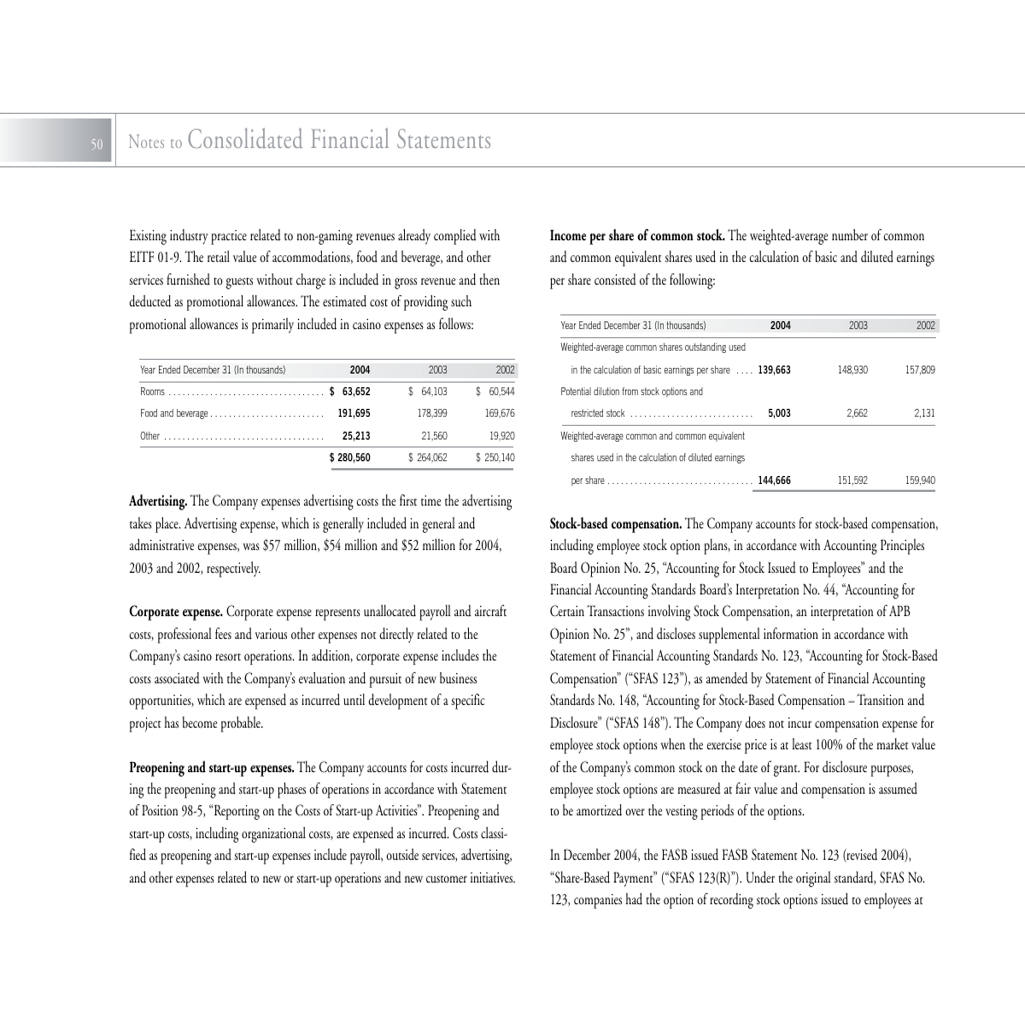 50
Notes to Consolidated Financial Statements
Existing industry practice related to non-gaming revenues already complied with
EITF 01-9. The retail value of accommodations, food and beverage, and other
services furnished to guests without charge is included in gross revenue and then
deducted as promotional allowances. The estimated cost of providing such
promotional allowances is primarily included in casino expenses as follows:
Year Ended December 31 (In thousands) 2004 2003 2002
Rooms . . . . . . . . . . . . . . . . . . . . . . . . . . . . . . . . . . $ 63,652 $ 64,103 $ 60,544
Food and beverage . . . . . . . . . . . . . . . . . . . . . . . . . 191,695 178,399 169,676
Other . . . . . . . . . . . . . . . . . . . . . . . . . . . . . . . . . . . 25,213 21,560 19,920
$ 280,560 $ 264,062 $ 250,140
Advertising. The Company expenses advertising costs the first time the advertising
takes place. Advertising expense, which is generally included in general and
administrative expenses, was $57 million, $54 million and $52 million for 2004,
2003 and 2002, respectively.
Corporate expense. Corporate expense represents unallocated payroll and aircraft
costs, professional fees and various other expenses not directly related to the
Company's casino resort operations. In addition, corporate expense includes the
costs associated with the Company's evaluation and pursuit of new business
opportunities, which are expensed as incurred until development of a specific
project has become probable.
Preopening and start-up expenses. The Company accounts for costs incurred dur-
ing the preopening and start-up phases of operations in accordance with Statement
of Position 98-5, “Reporting on the Costs of Start-up Activities”. Preopening and
start-up costs, including organizational costs, are expensed as incurred. Costs classi-
fied as preopening and start-up expenses include payroll, outside services, advertising,
and other expenses related to new or start-up operations and new customer initiatives.
Income per share of common stock. The weighted-average number of common
and common equivalent shares used in the calculation of basic and diluted earnings
per share consisted of the following:
Year Ended December 31 (In thousands) 2004 2003 2002
Weighted-average common shares outstanding used
in the calculation of basic earnings per share . . . . 139,663 148,930 157,809
Potential dilution from stock options and
restricted stock . . . . . . . . . . . . . . . . . . . . . . . . . . . 5,003 2,662 2,131
Weighted-average common and common equivalent
shares used in the calculation of diluted earnings
per share . . . . . . . . . . . . . . . . . . . . . . . . . . . . . . . . 144,666 151,592 159,940
Stock-based compensation. The Company accounts for stock-based compensation,
including employee stock option plans, in accordance with Accounting Principles
Board Opinion No. 25, “Accounting for Stock Issued to Employees” and the
Financial Accounting Standards Board's Interpretation No. 44, “Accounting for
Certain Transactions involving Stock Compensation, an interpretation of APB
Opinion No. 25”, and discloses supplemental information in accordance with
Statement of Financial Accounting Standards No. 123, “Accounting for Stock-Based
Compensation” (“SFAS 123”), as amended by Statement of Financial Accounting
Standards No. 148, “Accounting for Stock-Based Compensation – Transition and
Disclosure” (“SFAS 148”). The Company does not incur compensation expense for
employee stock options when the exercise price is at least 100% of the market value
of the Company's common stock on the date of grant. For disclosure purposes,
employee stock options are measured at fair value and compensation is assumed
to be amortized over the vesting periods of the options.
In December 2004, the FASB issued FASB Statement No. 123 (revised 2004),
“Share-Based Payment” (“SFAS 123(R)”). Under the original standard, SFAS No.
123, companies had the option of recording stock options issued to employees at